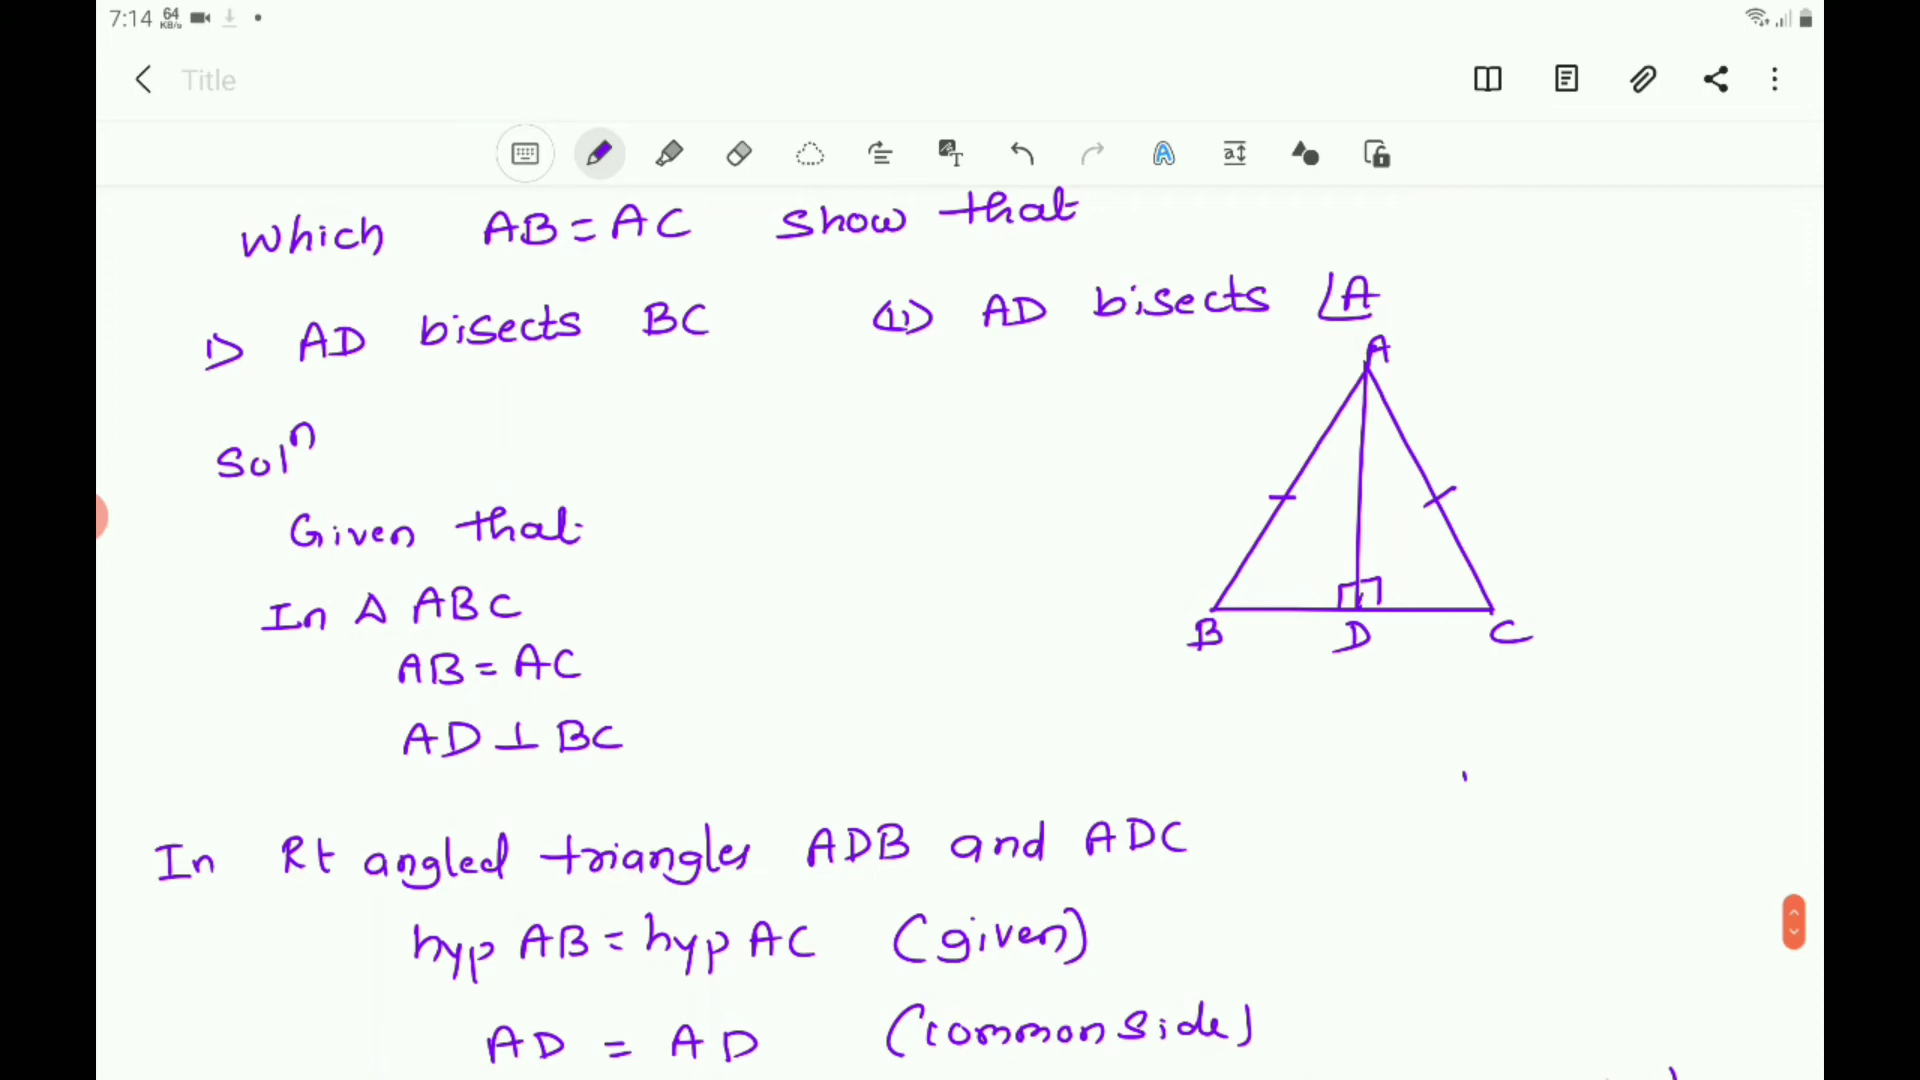 7:14 64 KB/s
Title
which AB = AC show that
i) AD bisects BC (ii) AD bisects ∠A
A
Solⁿ
Given that
In Δ ABC
B D C
AB = AC
AD ⊥ BC
In Rt angled triangles ADB and ADC
hyp AB = hyp AC (given)
AD = AD (common side)